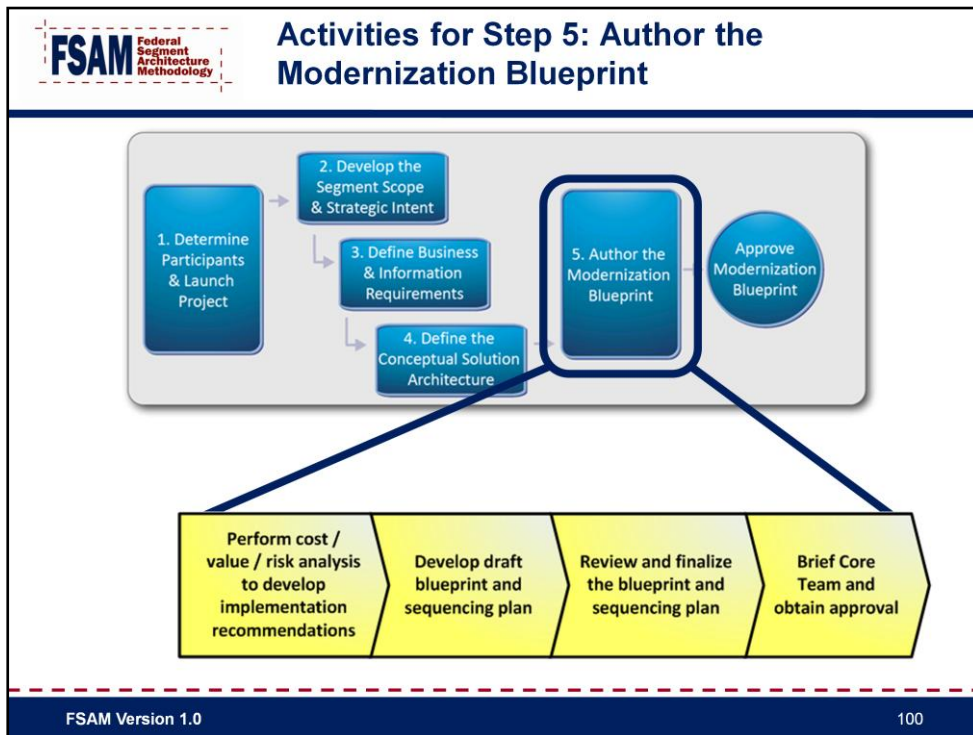 FSAM Federal
Segment
Architecture
Methodology
Activities for Step 5: Author the
Modernization Blueprint
1. Determine
Participants
& Launch
Project
2. Develop the
Segment Scope
& Strategic Intent
3. Define Business
& Information
Requirements
4. Define the
Conceptual Solution
Architecture
5. Author the
Modernization
Blueprint
Approve
Modernization
Blueprint
Perform cost /
value / risk analysis
to develop
implementation
recommendations
Develop draft
blueprint and
sequencing plan
Review and finalize
the blueprint and
sequencing plan
Brief Core
Team and
obtain approval
FSAM Version 1.0
100